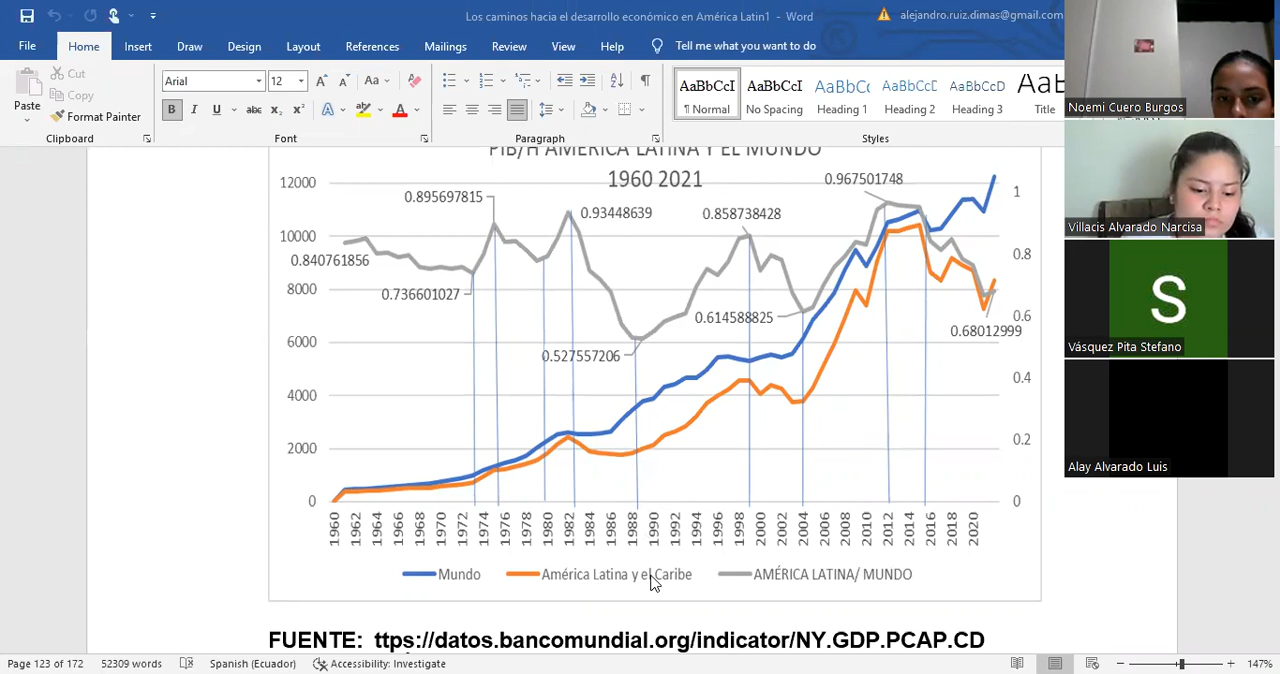 Los caminos hacia el desarrollo económico en América Latin1 - Word
alejandro.ruiz.dimas@gmail.com
File Home Insert Draw Design Layout References Mailings Review View Help Tell me what you want to do
Paste
Cut
Copy
Format Painter
Clipboard
Arial 12
Font
Paragraph
AaBbCcI AaBbCcI AaBbCc AaBbCcC AaBbCcD AaB
¶ Normal No Spacing Heading 1 Heading 2 Heading 3 Title
Styles
PIB/H AMERICA LATINA Y EL MUNDO
1960 2021
12000
10000
8000
6000
4000
2000
0
0.840761856
0.895697815
0.736601027
0.93448639
0.527557206
0.858738428
0.614588825
0.967501748
0.68012999
1
0.8
0.6
0.4
0.2
0
1960 1962 1964 1966 1968 1970 1972 1974 1976 1978 1980 1982 1984 1986 1988 1990 1992 1994 1996 1998 2000 2002 2004 2006 2008 2010 2012 2014 2016 2018 2020
Mundo América Latina y el Caribe AMÉRICA LATINA/ MUNDO
FUENTE: ttps://datos.bancomundial.org/indicator/NY.GDP.PCAP.CD
Page 123 of 172 52309 words Spanish (Ecuador) Accessibility: Investigate 147%
Noemi Cuero Burgos
Villacis Alvarado Narcisa
S
Vásquez Pita Stefano
Alay Alvarado Luis